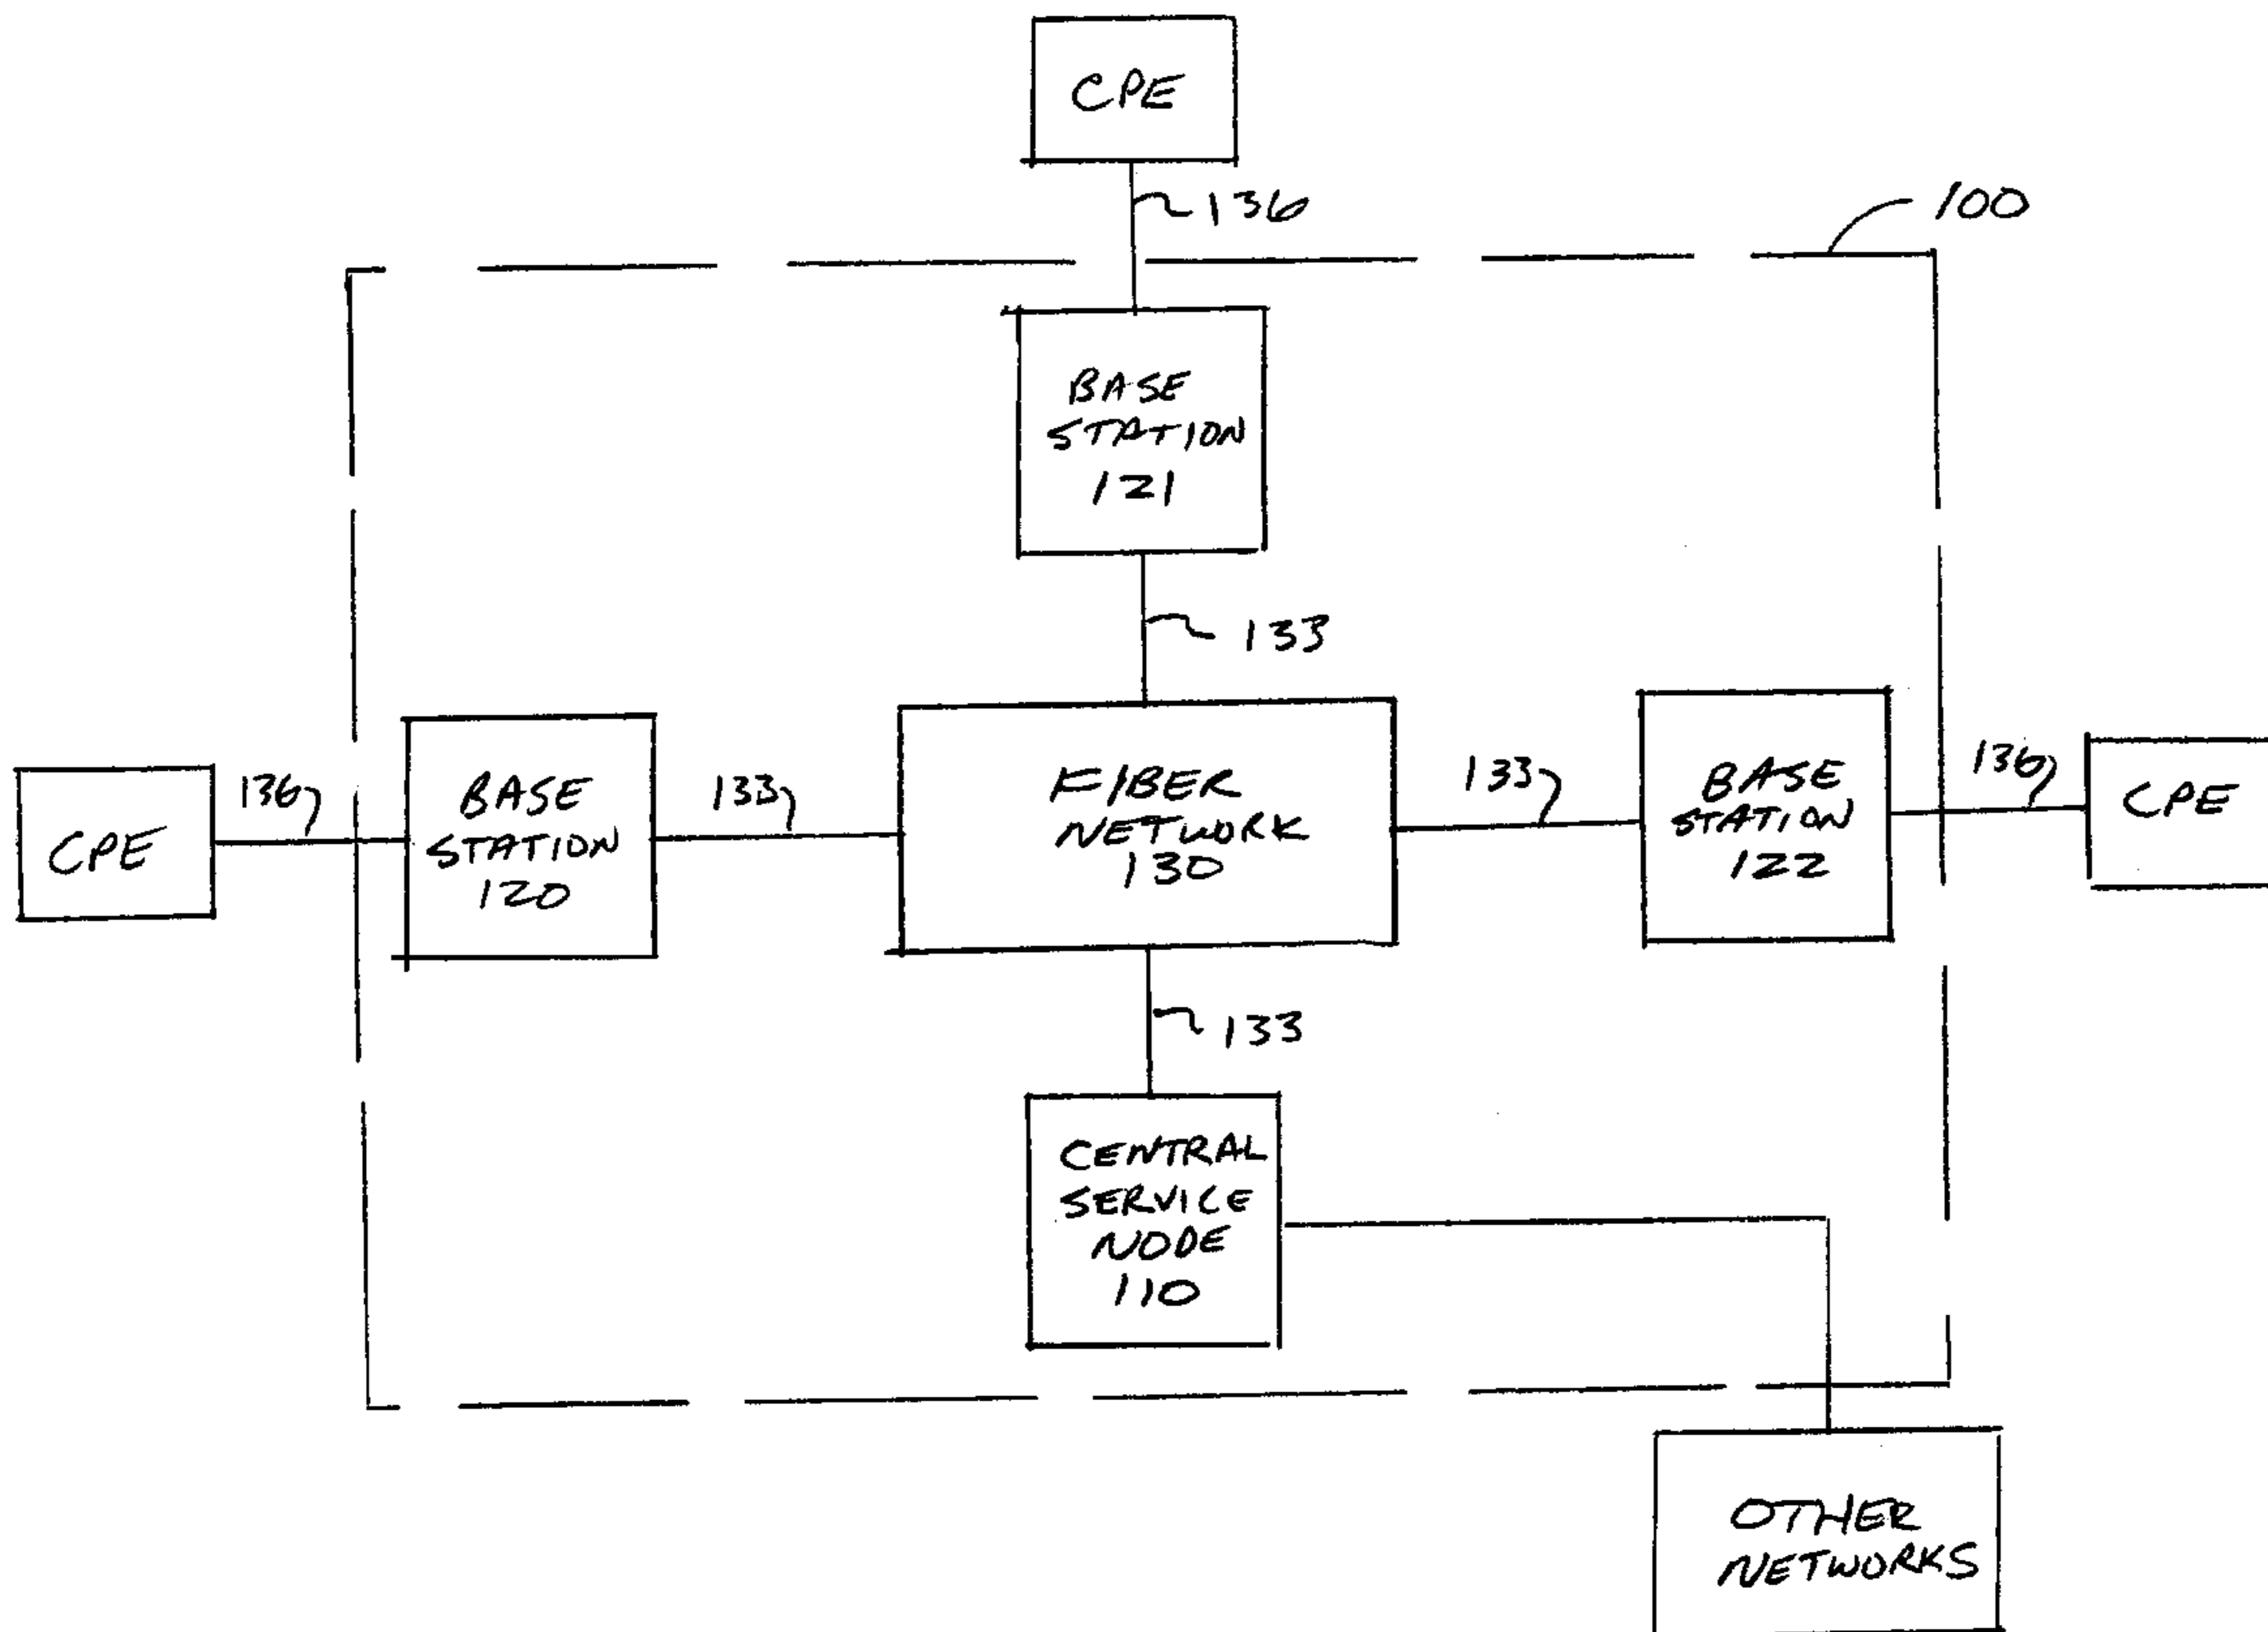 CPE
136
100
BASE
STATION
121
133
CPE
136
BASE
STATION
120
133
FIBER
NETWORK
130
133
BASE
STATION
122
136
CPE
133
CENTRAL
SERVICE
NODE
110
OTHER
NETWORKS